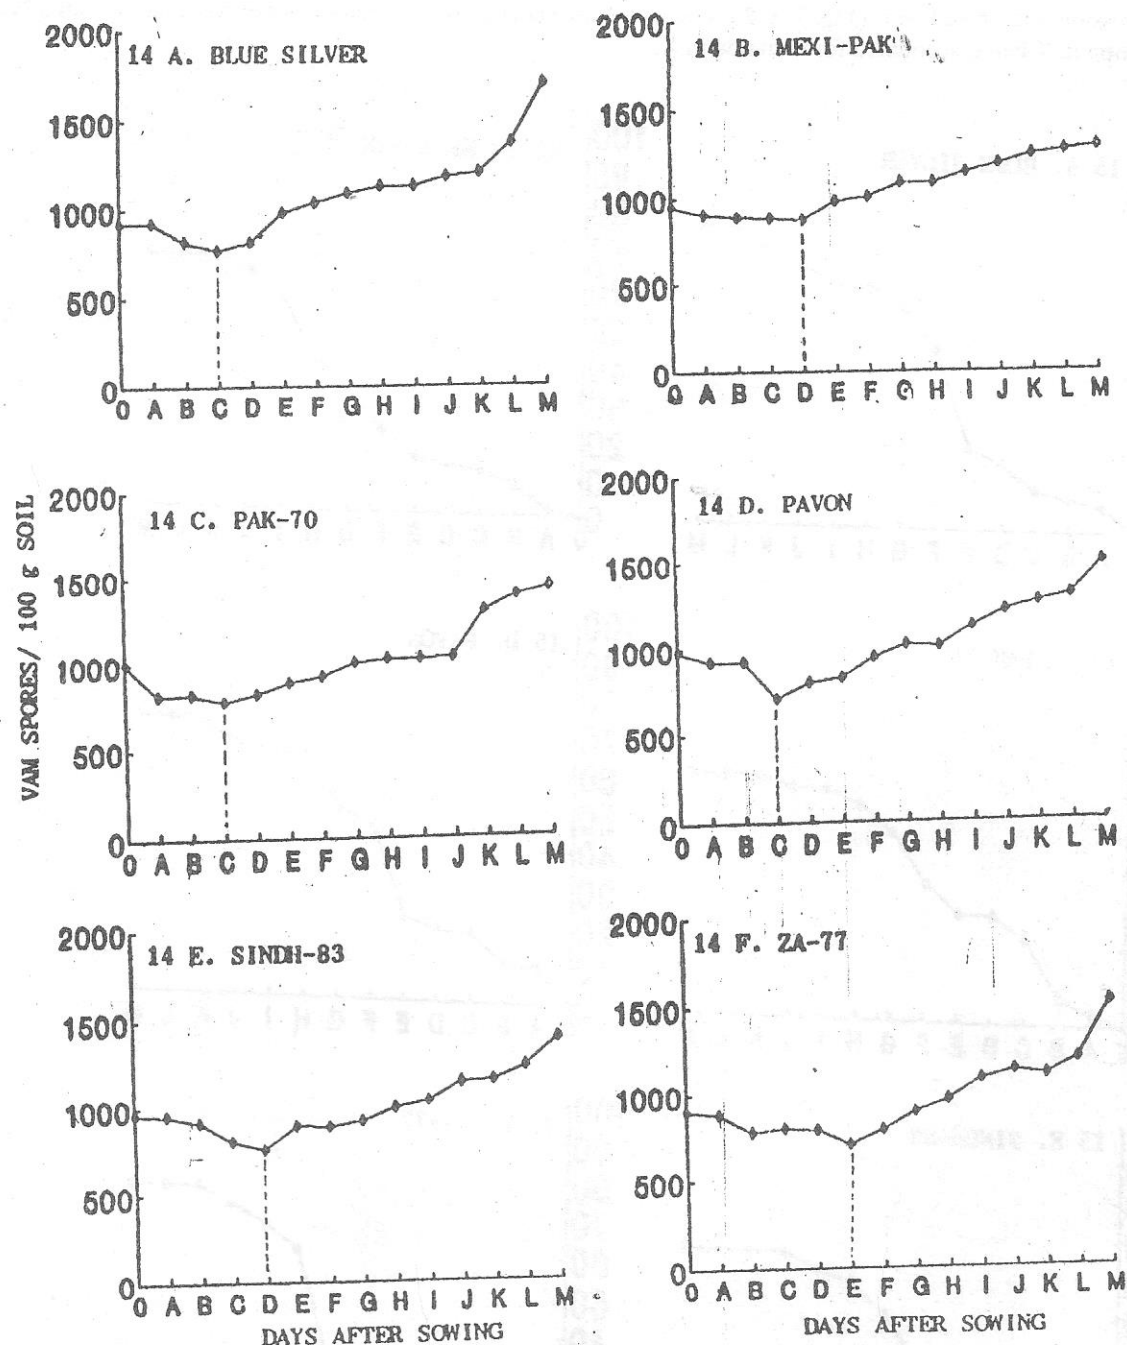 14 A. BLUE SILVER
2000
1500
1000
500
0
0 A B C D E F G H I J K L M
14 B. MEXI-PAK
2000
1500
1000
500
0
0 A B C D E F G H I J K L M
VAM SPORES/ 100 g SOIL
14 C. PAK-70
2000
1500
1000
500
0
0 A B C D E F G H I J K L M
14 D. PAVON
2000
1500
1000
500
0
0 A B C D E F G H I J K L M
14 E. SINDH-83
2000
1500
1000
500
0
0 A B C D E F G H I J K L M
DAYS AFTER SOWING
14 F. ZA-77
2000
1500
1000
500
0
0 A B C D E F G H I J K L M
DAYS AFTER SOWING